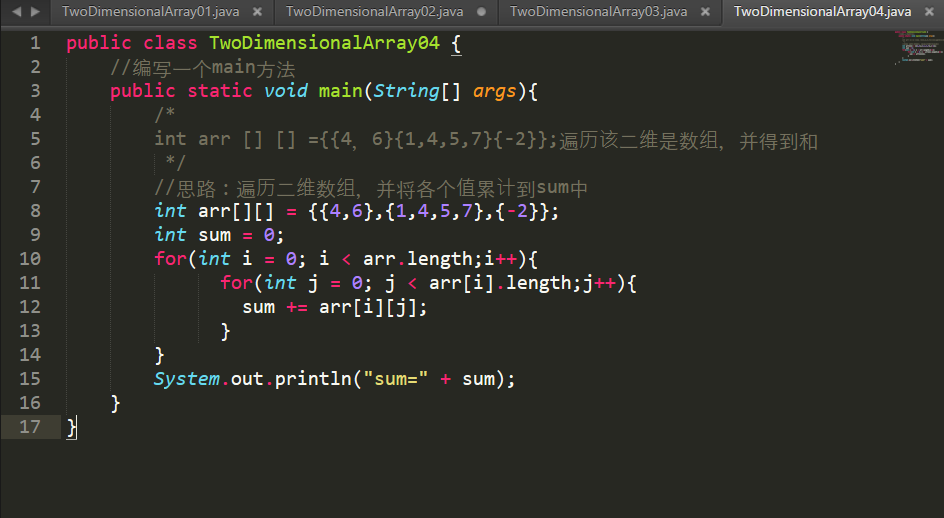 TwoDimensionalArray01.java × TwoDimensionalArray02.java TwoDimensionalArray03.java × TwoDimensionalArray04.java ×
1 public class TwoDimensionalArray04 {
2 //编写一个main方法
3 public static void main(String[] args){
4 /*
5 int arr [] [] ={{4, 6}{1,4,5,7}{-2}};遍历该二维是数组，并得到和
6 */
7 //思路：遍历二维数组，并将各个值累计到sum中
8 int arr[][] = {{4,6},{1,4,5,7},{-2}};
9 int sum = 0;
10 for(int i = 0; i < arr.length;i++){
11 for(int j = 0; j < arr[i].length;j++){
12 sum += arr[i][j];
13 }
14 }
15 System.out.println("sum=" + sum);
16 }
17 }